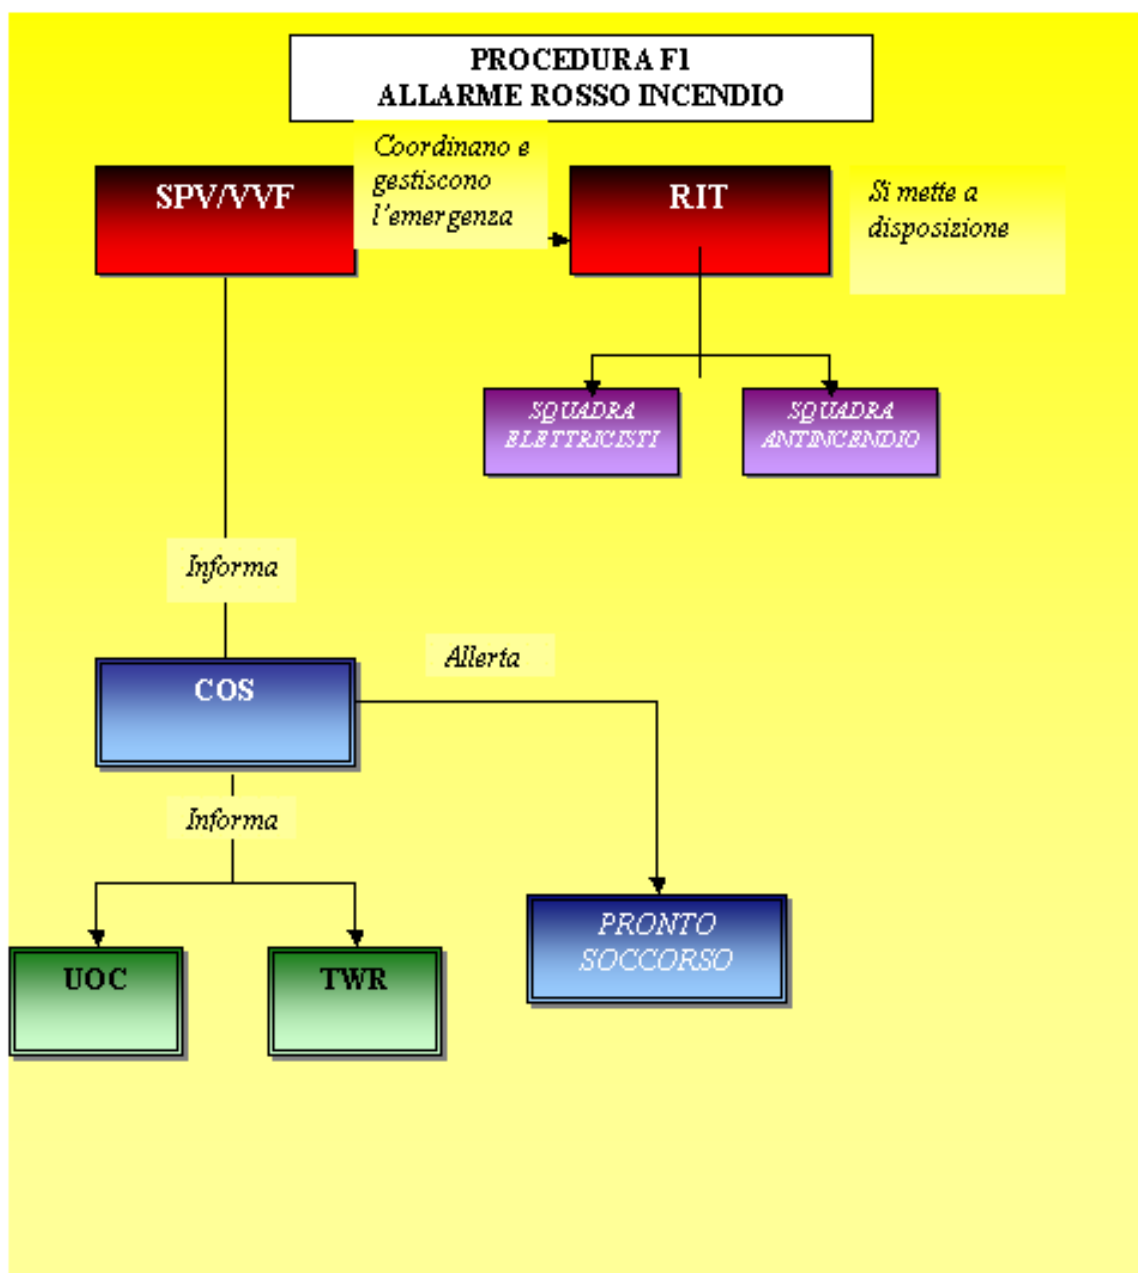 PROCEDURA F1
ALLARME ROSSO INCENDIO
SPV/VVF
Coordinano e
gestiscono
l'emergenza
RIT
Si mette a
disposizione
SQUADRA
ELETTRICISTI
SQUADRA
ANTINCENDIO
Informa
COS
Allerta
Informa
UOC
TWR
PRONTO
SOCCORSO